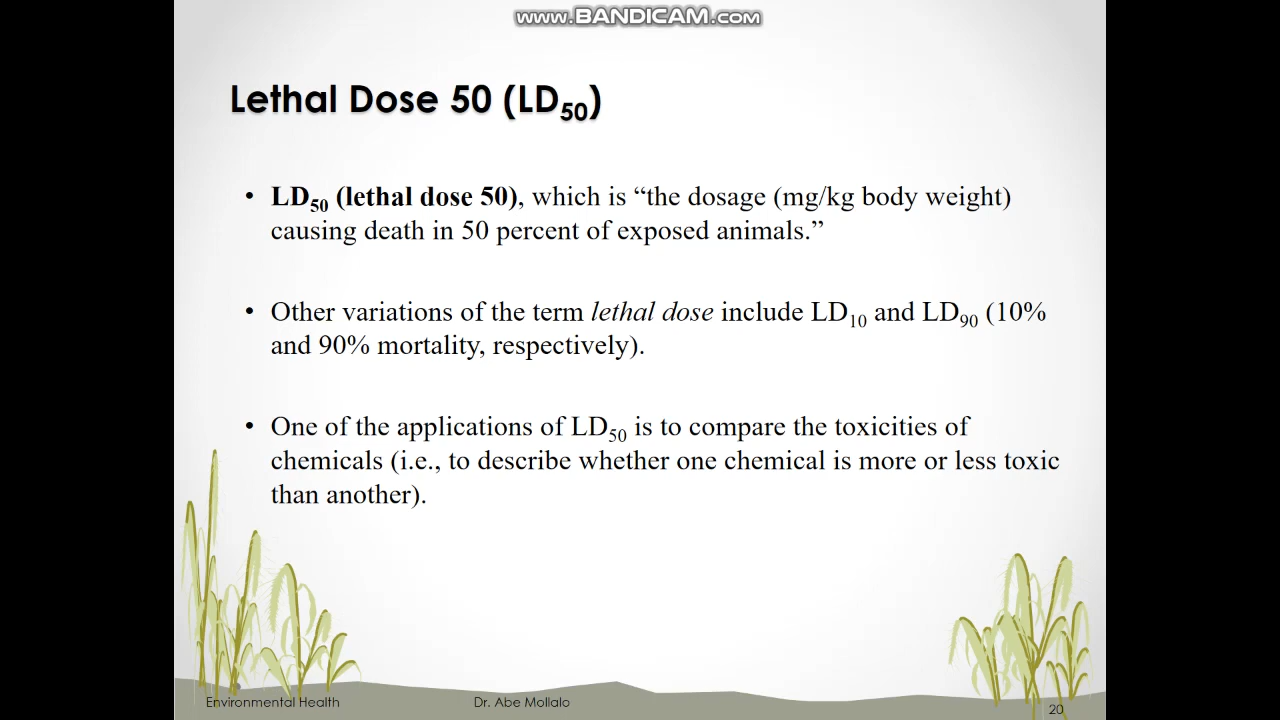 www.BANDICAM.com
Lethal Dose 50 (LD₅₀)
• LD₅₀ (lethal dose 50), which is “the dosage (mg/kg body weight)
causing death in 50 percent of exposed animals.”
• Other variations of the term lethal dose include LD₁₀ and LD₉₀ (10%
and 90% mortality, respectively).
• One of the applications of LD₅₀ is to compare the toxicities of
chemicals (i.e., to describe whether one chemical is more or less toxic
than another).
Environmental Health Dr. Abe Mollalo 20